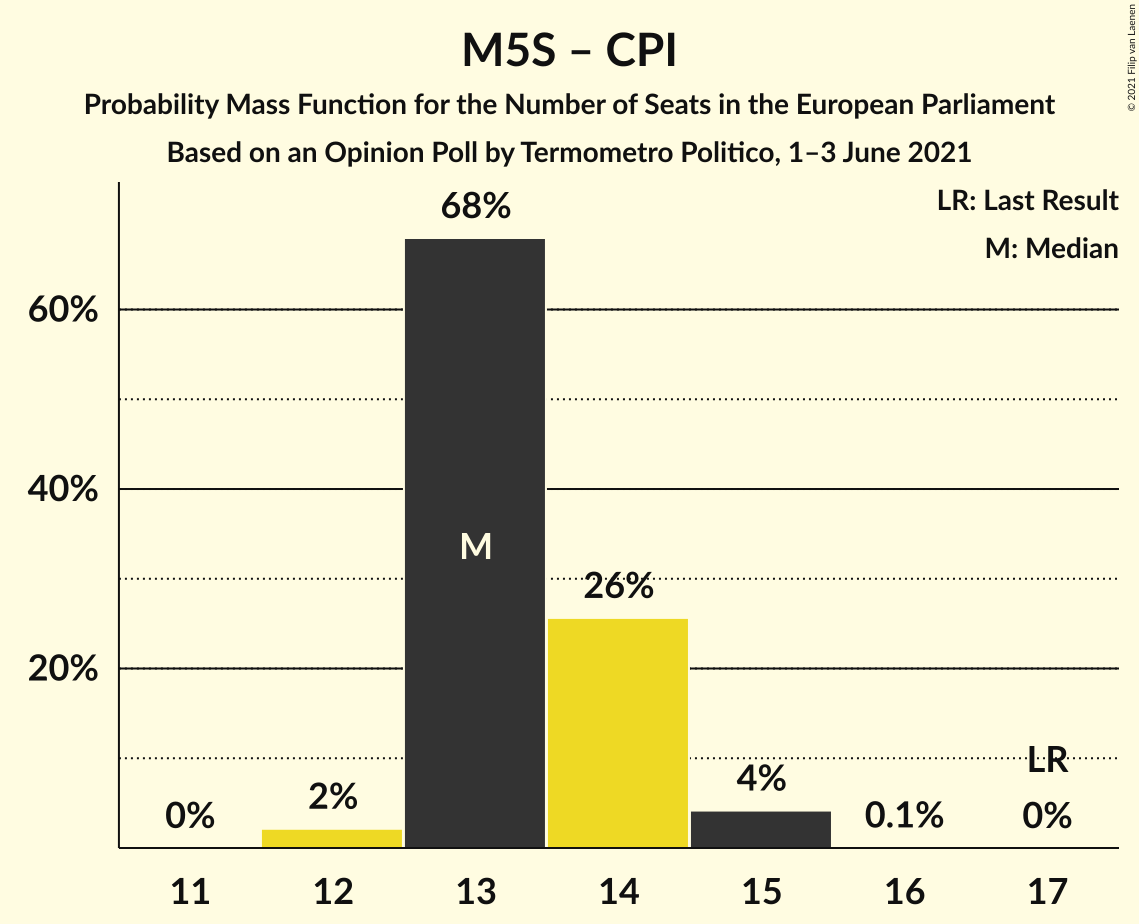 M5S – CPI
Probability Mass Function for the Number of Seats in the European Parliament
Based on an Opinion Poll by Termometro Politico, 1–3 June 2021
© 2021 Filip van Laenen
LR: Last Result
M: Median
68%
60%
40%
M
26%
20%
LR
4%
2%
0%
0.1%
0%
11 12 13 14 15 16 17